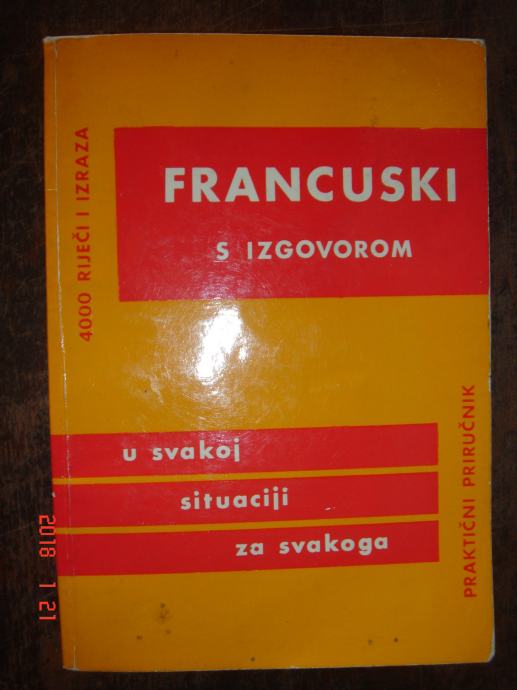 4000 RIJEČI I IZRAZA
FRANCUSKI
S IZGOVOROM
u svakoj
situaciji
za svakoga
PRAKTIČNI PRIRUČNIK
2018 1 21